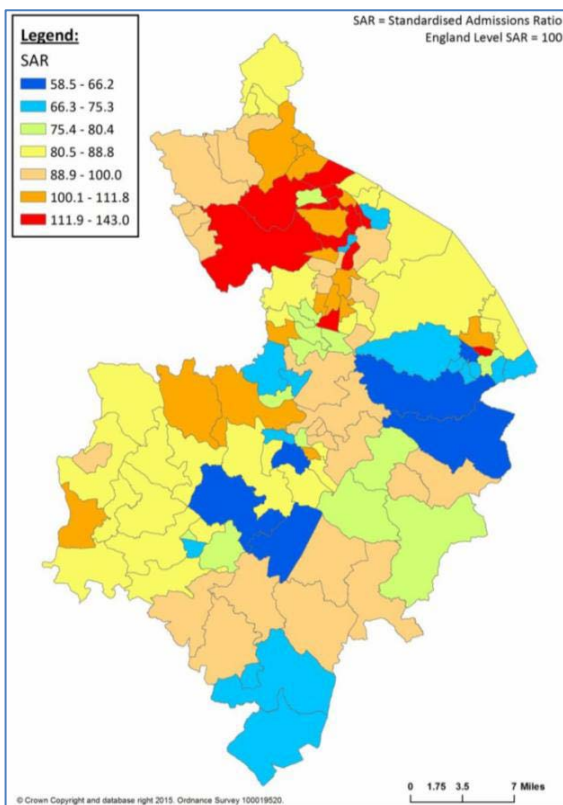 SAR = Standardised Admissions Ratio
England Level SAR = 100
Legend:
SAR
58.5 - 66.2
66.3 - 75.3
75.4 - 80.4
80.5 - 88.8
88.9 - 100.0
100.1 - 111.8
111.9 - 143.0
0 1.75 3.5 7 Miles
© Crown Copyright and database right 2015. Ordnance Survey 100019520.